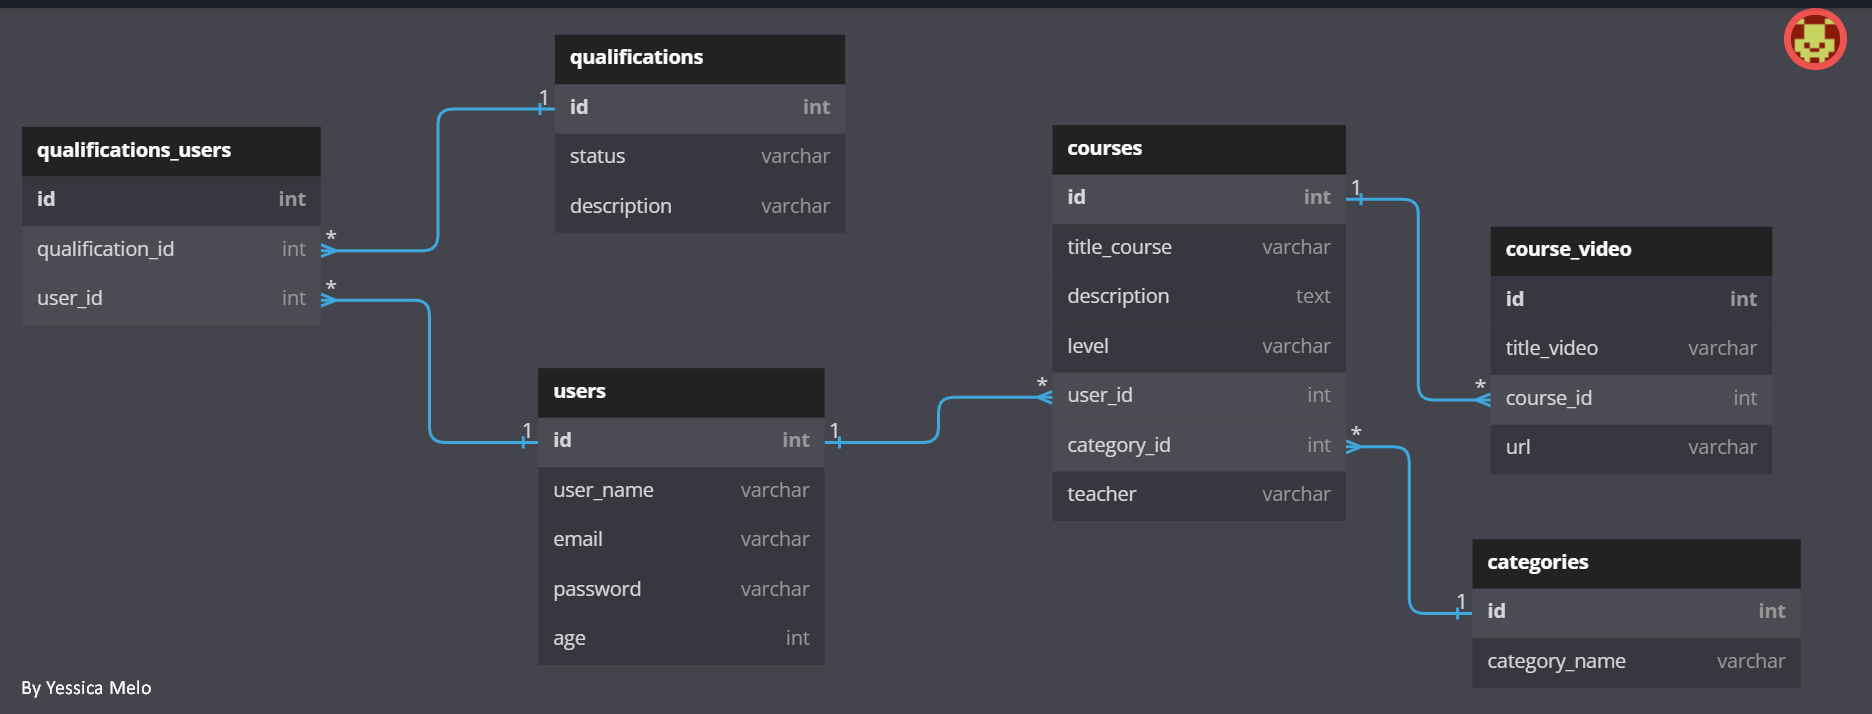 qualifications_users
id int
qualification_id int
user_id int
*
*
qualifications
id int
status varchar
description varchar
1
users
id int
user_name varchar
email varchar
password varchar
age int
1
1
courses
id int
title_course varchar
description text
level varchar
user_id int
category_id int
teacher varchar
1
*
*
course_video
id int
title_video varchar
course_id int
url varchar
*
categories
id int
category_name varchar
1
By Yessica Melo